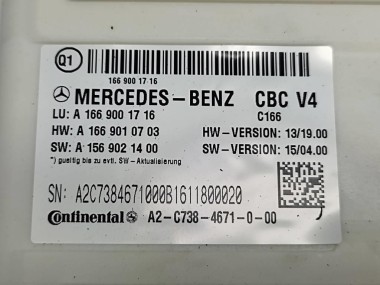 Q1
166 900 17 16
MERCEDES-BENZ CBC V4
LU: A 166 900 17 16 C166
HW: A 166 901 07 03 HW-VERSION: 13/19.00
SW: A 156 902 14 00 SW-VERSION: 15/04.00
*) gueltig bis zu evtl. SW-Aktualisierung
SN: A2C7384671000B1611800020
Continental A2-C738-4671-0-00